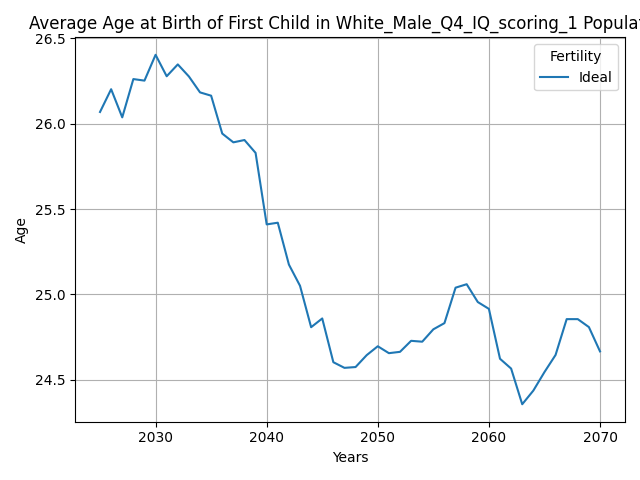 Average Age at Birth of First Child in White_Male_Q4_IQ_scoring_1 Populat
Fertility
Ideal
26.5
26.0
25.5
25.0
24.5
Age
2030 2040 2050 2060 2070
Years